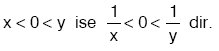 x < 0 < y ise 1/x < 0 < 1/y dir.